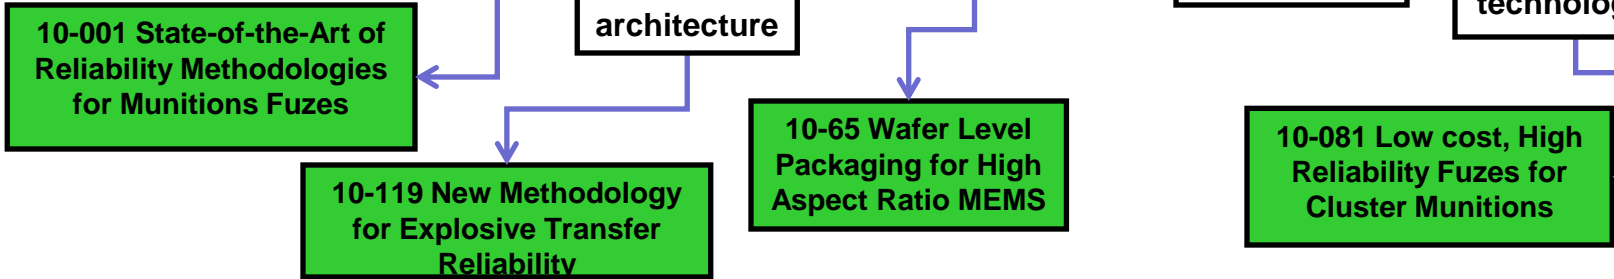 architecture
10-001 State-of-the-Art of
Reliability Methodologies
for Munitions Fuzes
10-119 New Methodology
for Explosive Transfer
Reliability
10-65 Wafer Level
Packaging for High
Aspect Ratio MEMS
10-081 Low cost, High
Reliability Fuzes for
Cluster Munitions